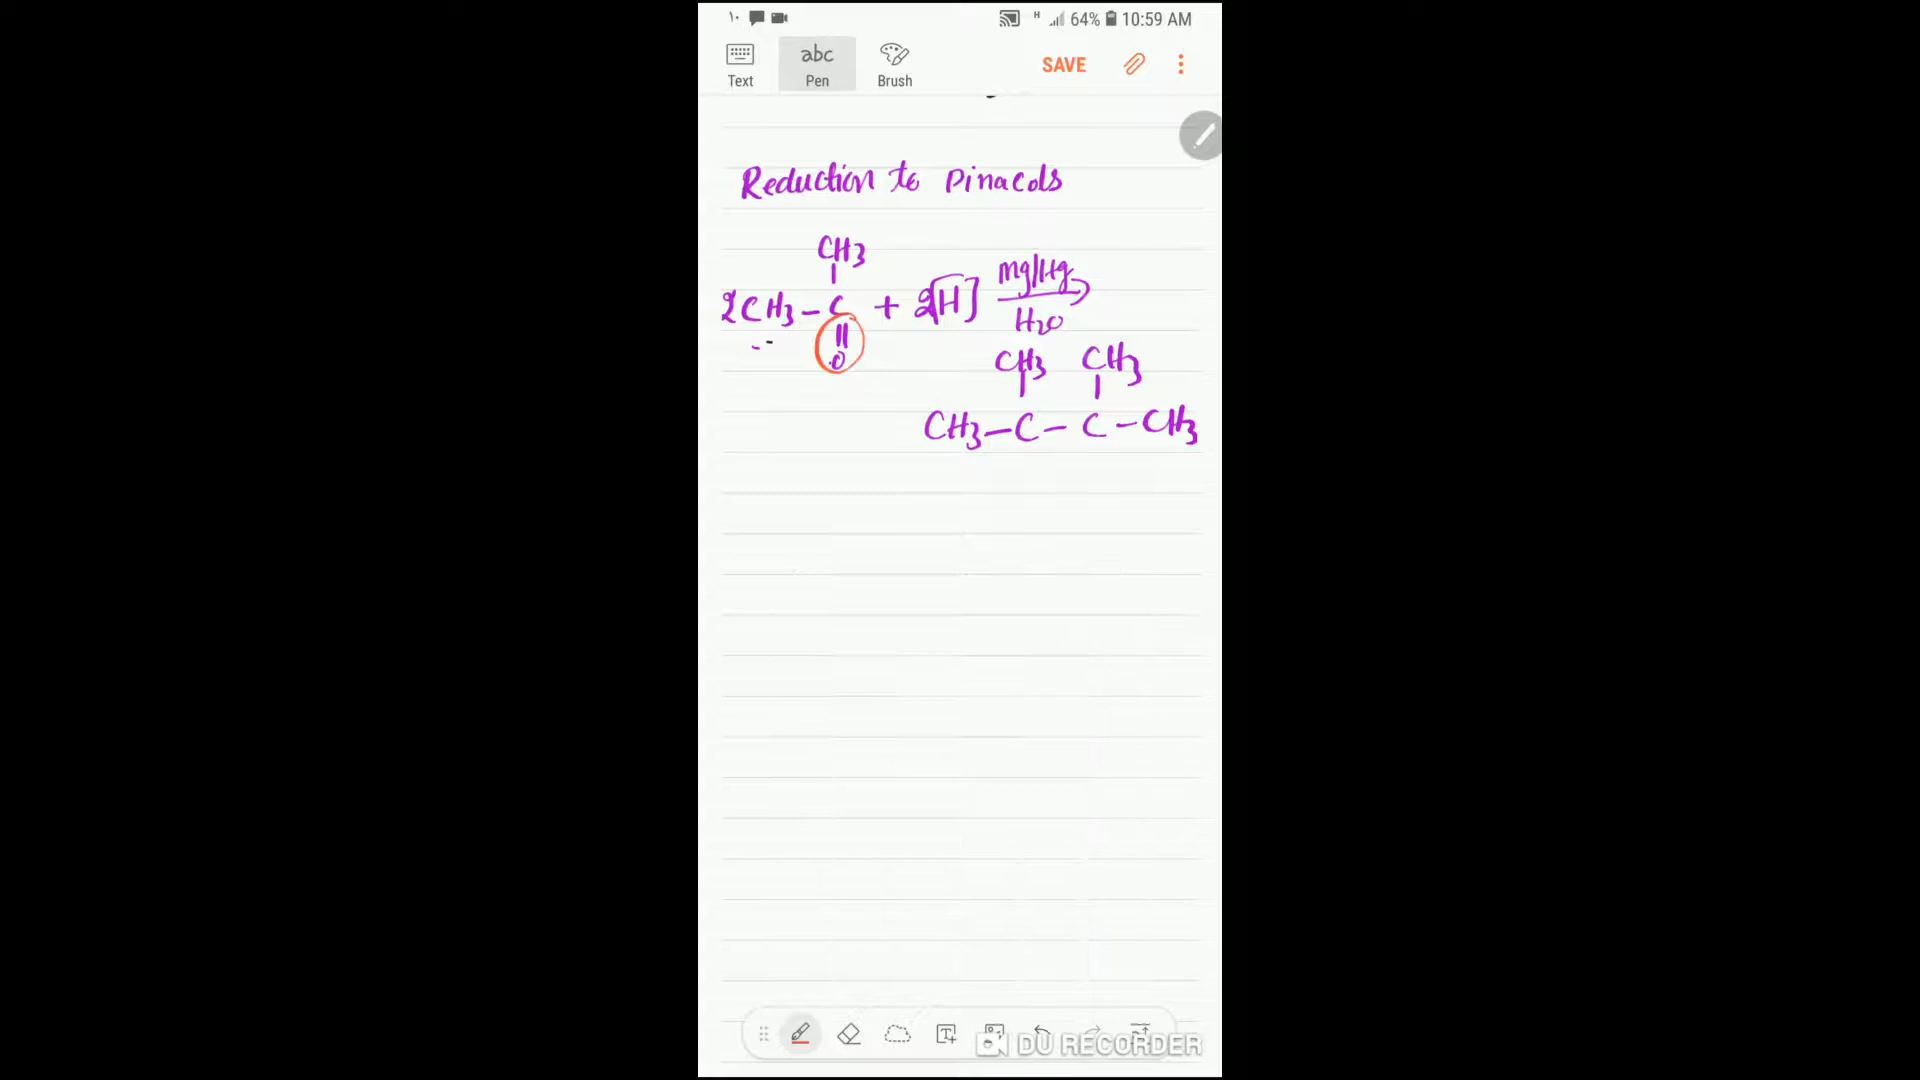 ١٠ H 64% 10:59 AM
abc
SAVE
Text Pen Brush
Reduction to Pinacols
CH3
2CH3-C + 2[H] mg/Hg
O H2O
CH3 CH3
CH3-C-C-CH3
DU RECORDER